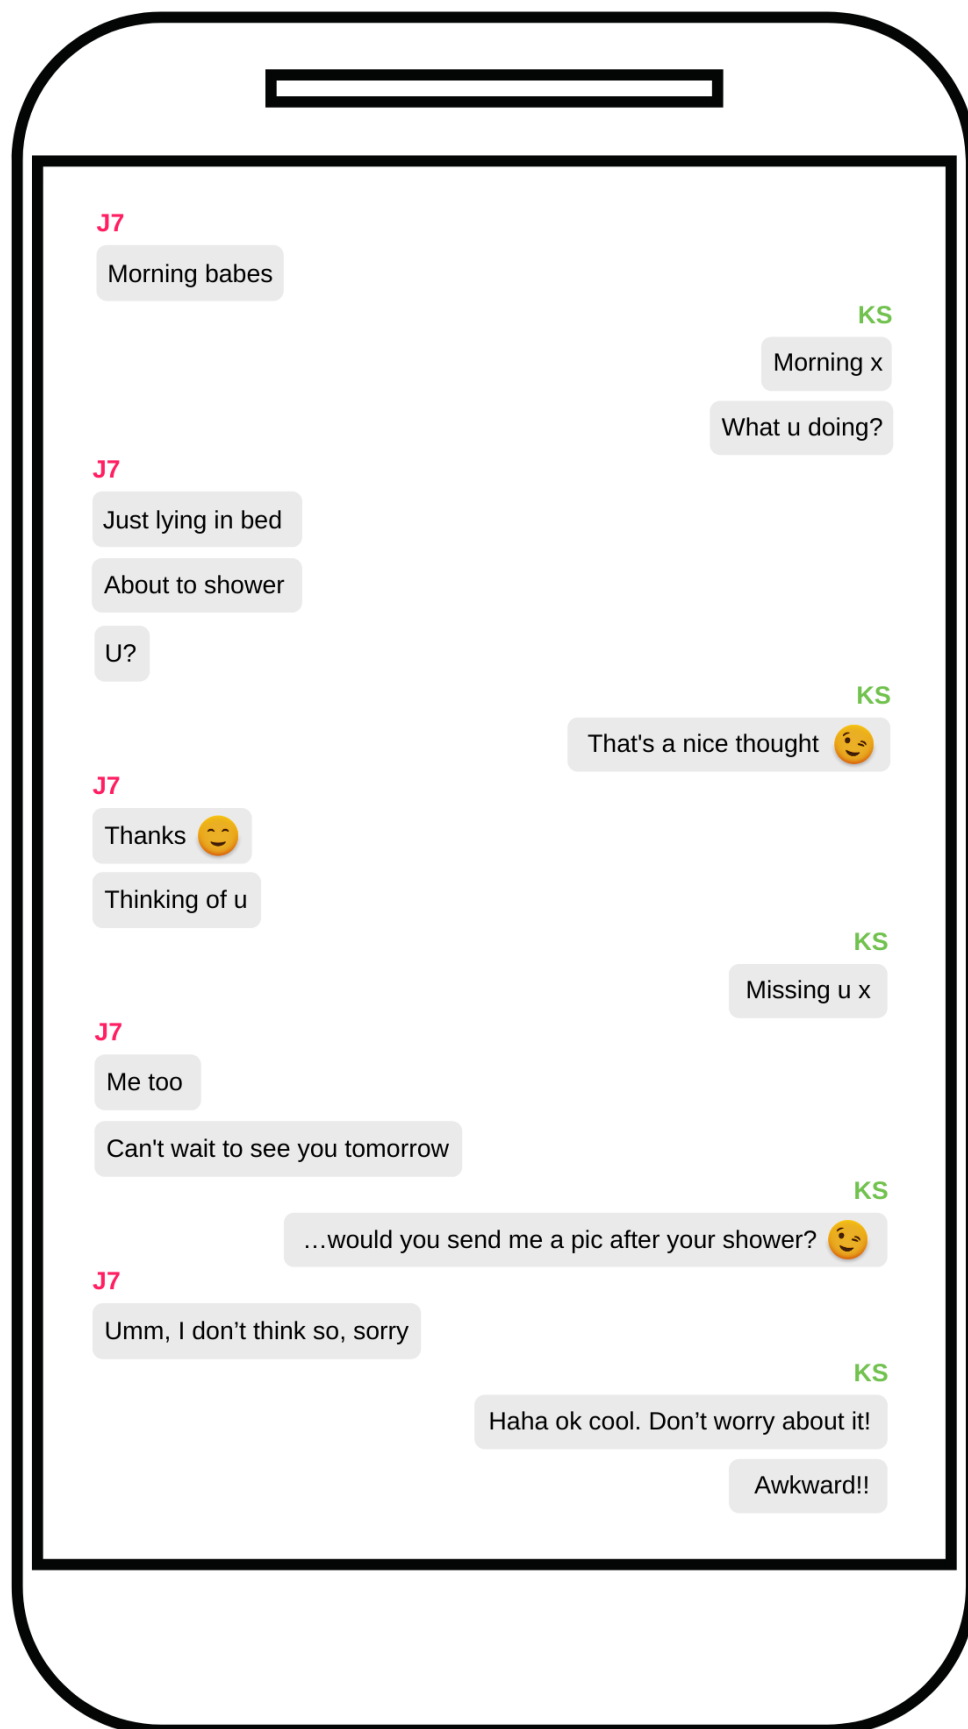 J7
Morning babes
KS
Morning x
What u doing?
J7
Just lying in bed
About to shower
U?
KS
That's a nice thought 😉
J7
Thanks 😊
Thinking of u
KS
Missing u x
J7
Me too
Can't wait to see you tomorrow
KS
…would you send me a pic after your shower? 😉
J7
Umm, I don’t think so, sorry
KS
Haha ok cool. Don’t worry about it!
Awkward!!